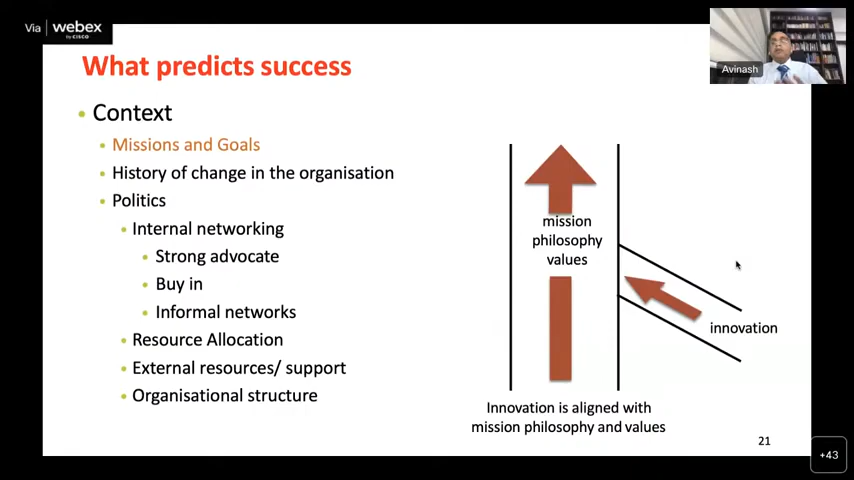 Via webex
by CISCO
Avinash
What predicts success
Context
Missions and Goals
History of change in the organisation
Politics
Internal networking
Strong advocate
Buy in
Informal networks
Resource Allocation
External resources/ support
Organisational structure
mission
philosophy
values
innovation
Innovation is aligned with
mission philosophy and values
21
+43